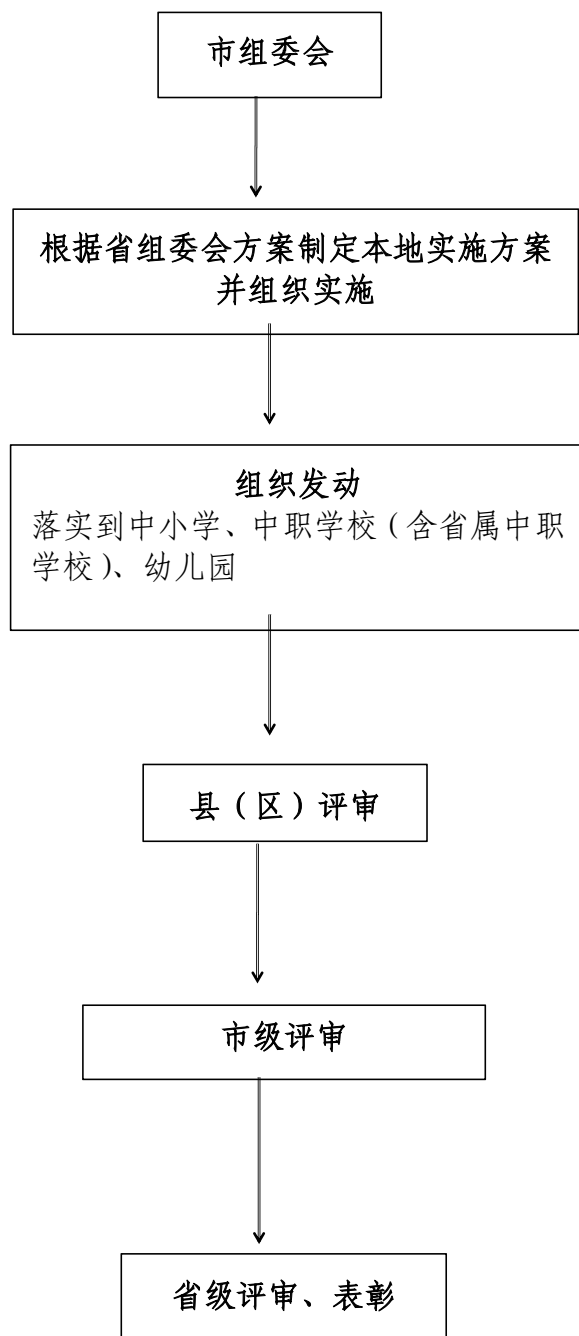 市组委会
根据省组委会方案制定本地实施方案
并组织实施
组织发动
落实到中小学、中职学校（含省属中职
学校）、幼儿园
县（区）评审
市级评审
省级评审、表彰